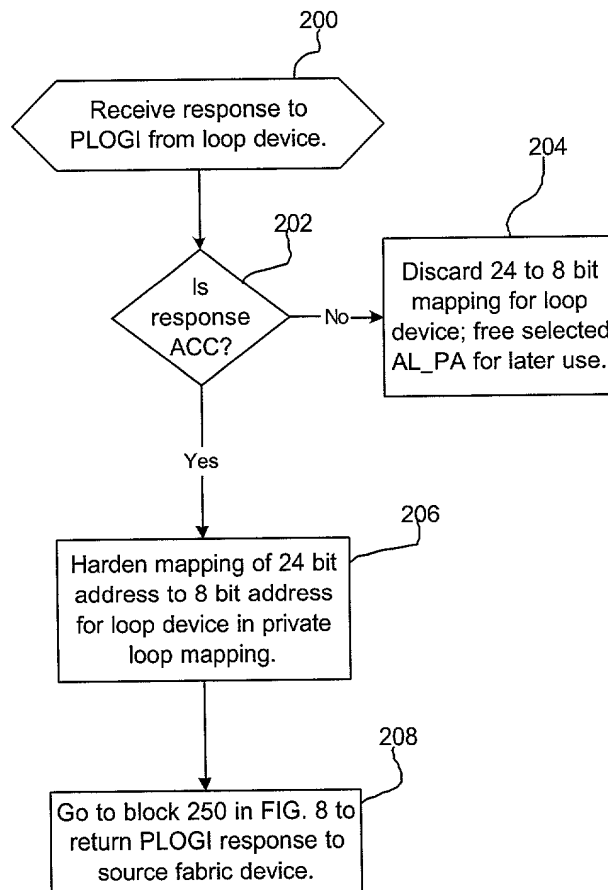 200
Receive response to
PLOGI from loop device.
202
204
Is
response
ACC?
No
Discard 24 to 8 bit
mapping for loop
device; free selected
AL_PA for later use.
Yes
206
Harden mapping of 24 bit
address to 8 bit address
for loop device in private
loop mapping.
208
Go to block 250 in FIG. 8 to
return PLOGI response to
source fabric device.